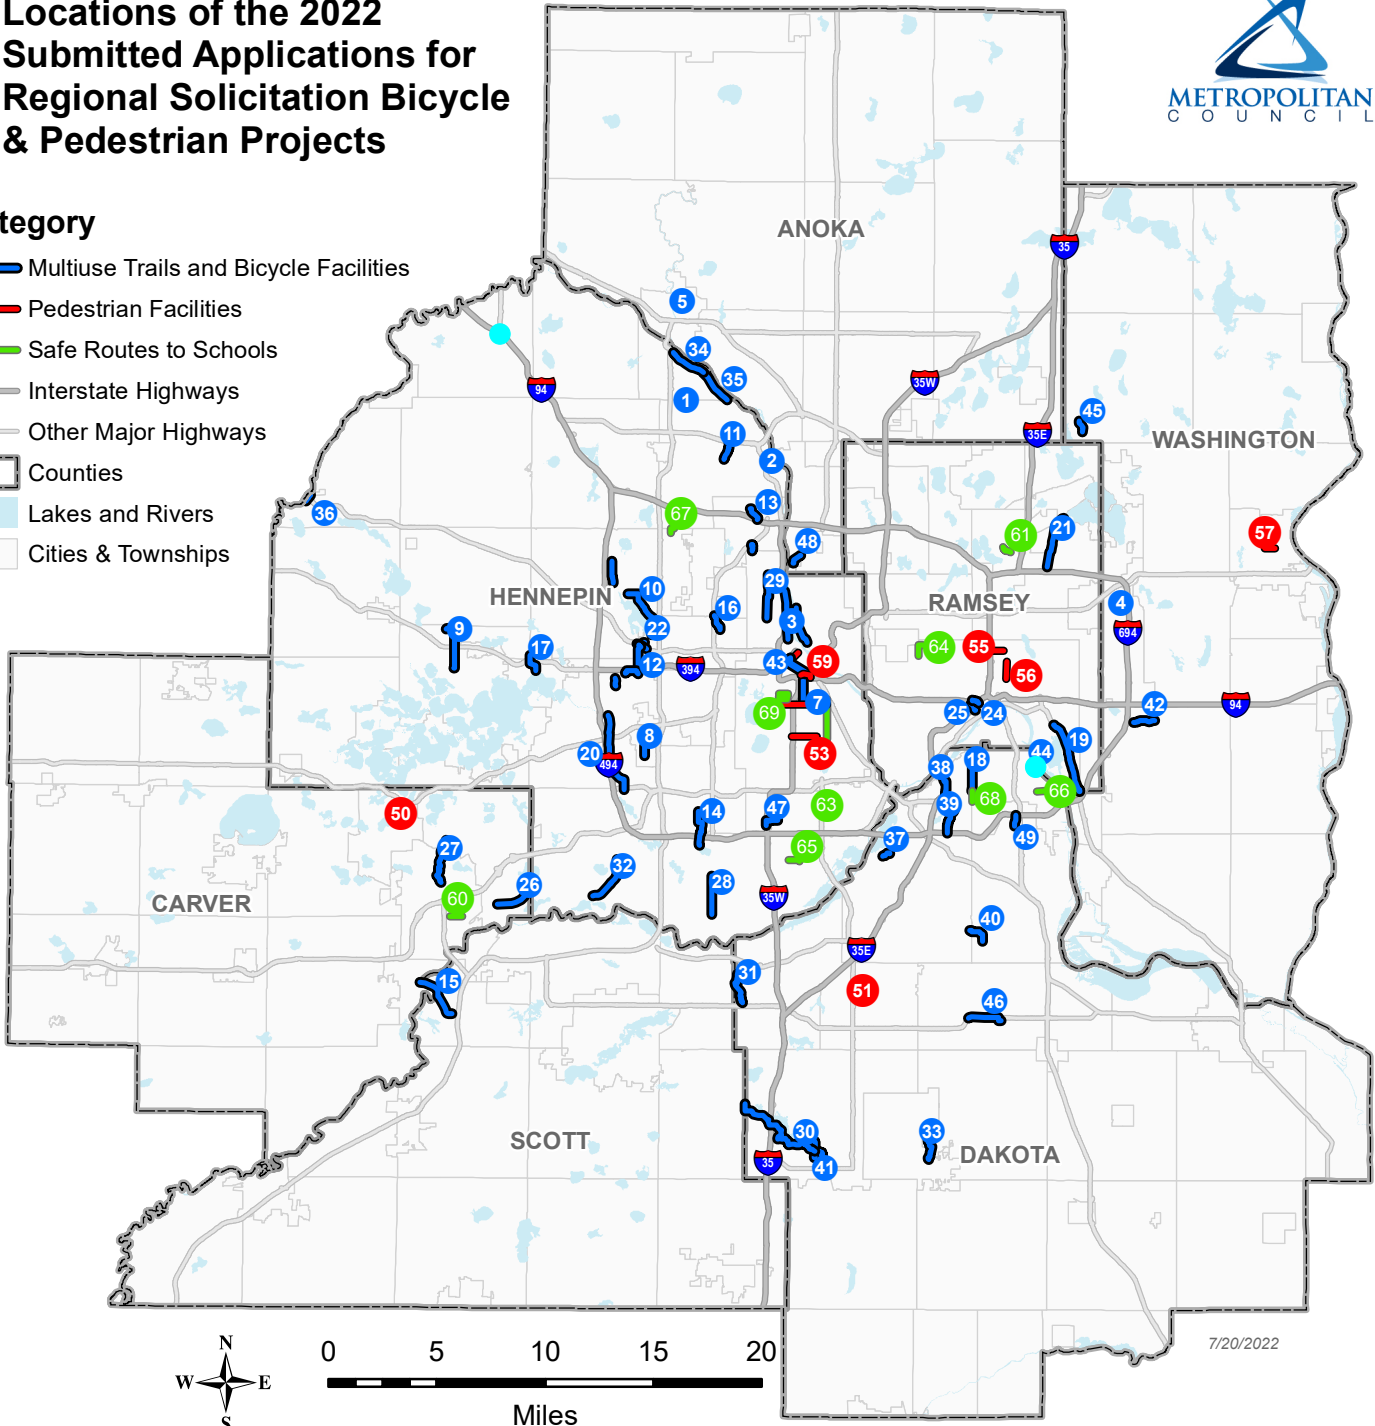 Locations of the 2022
Submitted Applications for
Regional Solicitation Bicycle
& Pedestrian Projects
METROPOLITAN
COUNCIL
tegory
Multiuse Trails and Bicycle Facilities
Pedestrian Facilities
Safe Routes to Schools
Interstate Highways
Other Major Highways
Counties
Lakes and Rivers
Cities & Townships
ANOKA
35
5
34
35
1
94
35W
35E
45
WASHINGTON
11
2
36
67
13
48
61
21
57
HENNEPIN
10
29
16
3
RAMSEY
4
694
9
17
22
12
394
43
59
64
55
56
69
7
25
24
42
94
20
494
8
53
38
18
44
19
50
14
47
63
39
68
66
27
65
37
49
CARVER
60
26
32
28
35W
40
35E
15
31
51
46
SCOTT
30
41
35
33
DAKOTA
N
W E
S
0 5 10 15 20
Miles
7/20/2022